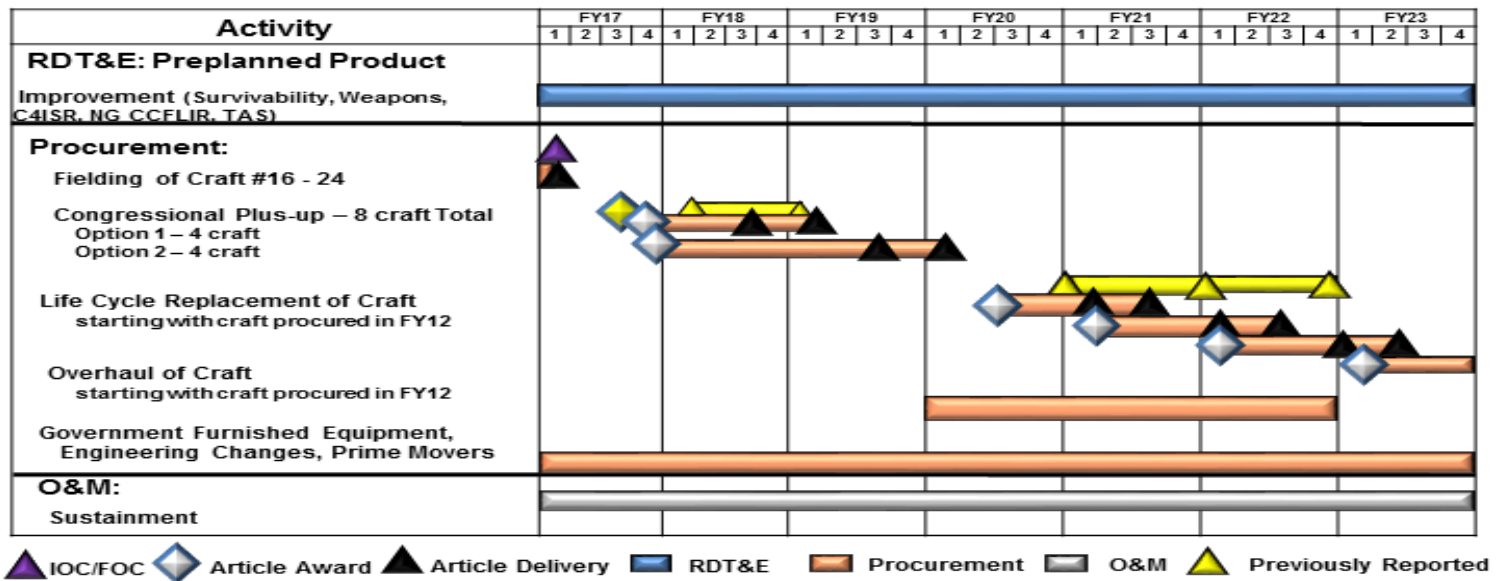 Activity
FY17 FY18 FY19 FY20 FY21 FY22 FY23
1 2 3 4 1 2 3 4 1 2 3 4 1 2 3 4 1 2 3 4 1 2 3 4 1 2 3 4
RDT&E: Preplanned Product
Improvement (Survivability, Weapons,
C4ISR, NG CCFLIR, TAS)
Procurement:
Fielding of Craft #16 - 24
Congressional Plus-up – 8 craft Total
Option 1 – 4 craft
Option 2 – 4 craft
Life Cycle Replacement of Craft
starting with craft procured in FY12
Overhaul of Craft
starting with craft procured in FY12
Government Furnished Equipment,
Engineering Changes, Prime Movers
O&M:
Sustainment
IOC/FOC Article Award Article Delivery RDT&E Procurement O&M Previously Reported